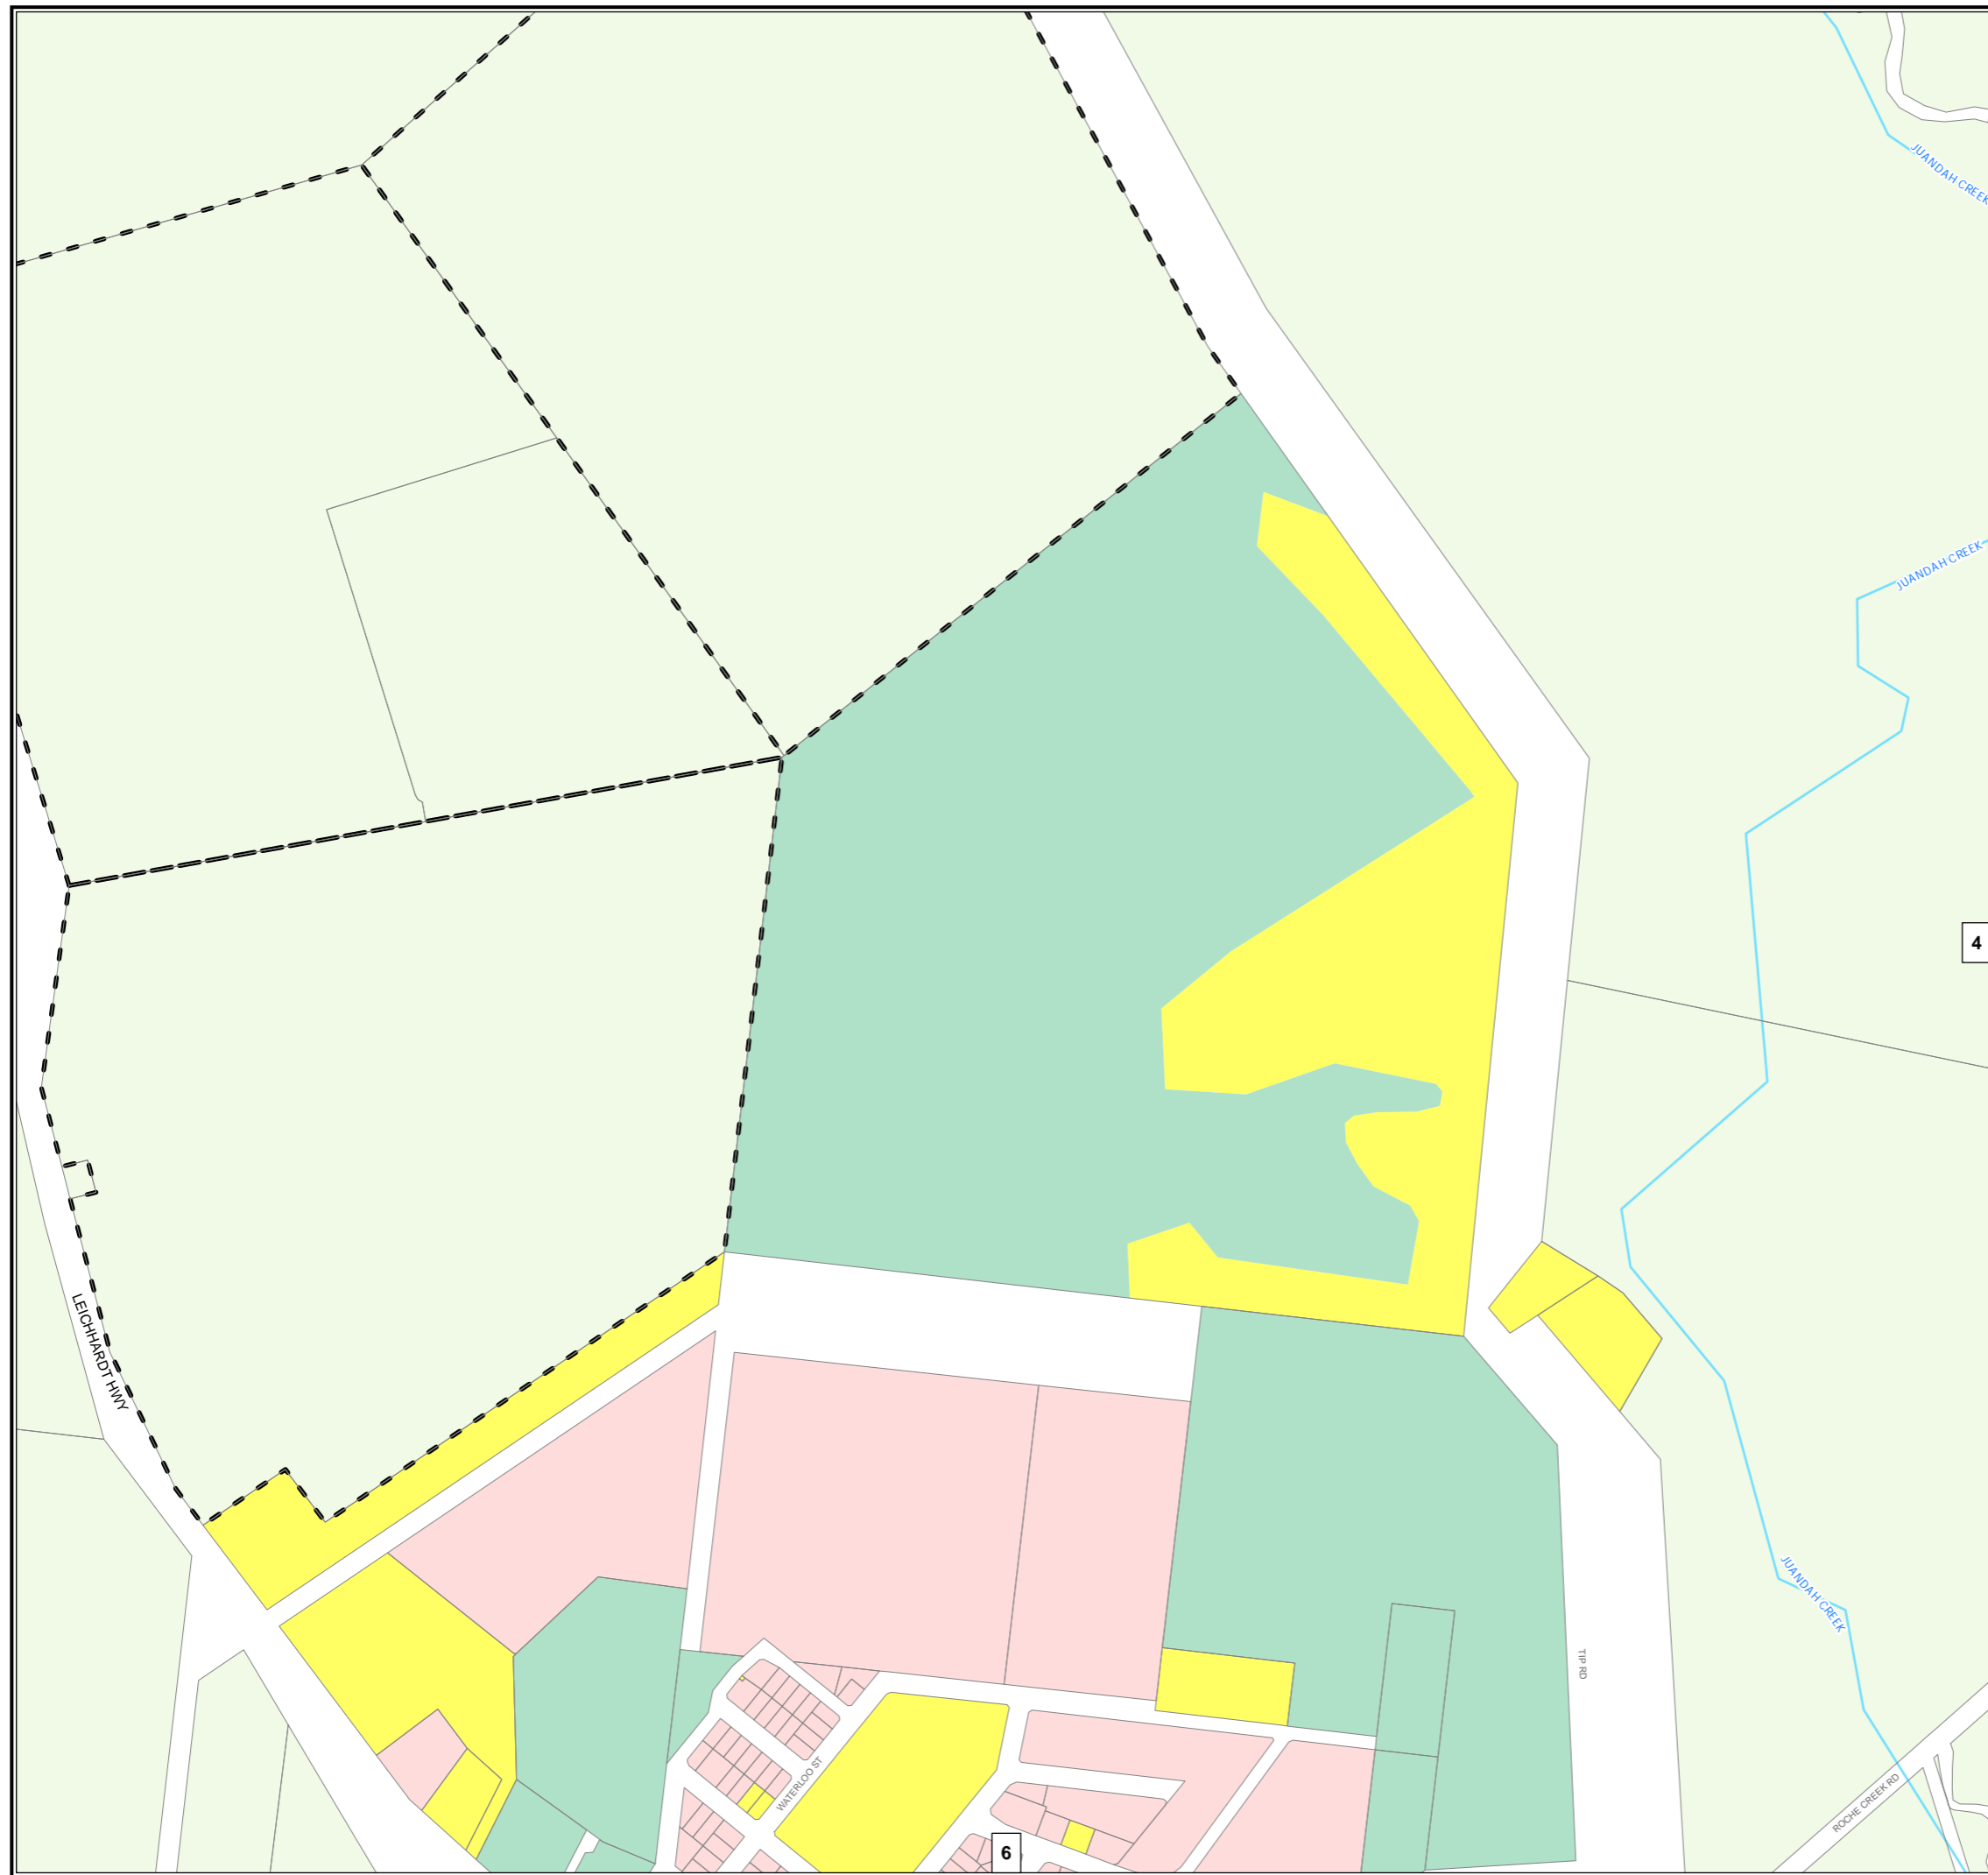 JUANDAH CREEK
JUANDAH CREEK
4
LEICHHARDT HWY
JUANDAH CREEK
TIP RD
WATERLOO ST
ROCHE CREEK RD
6